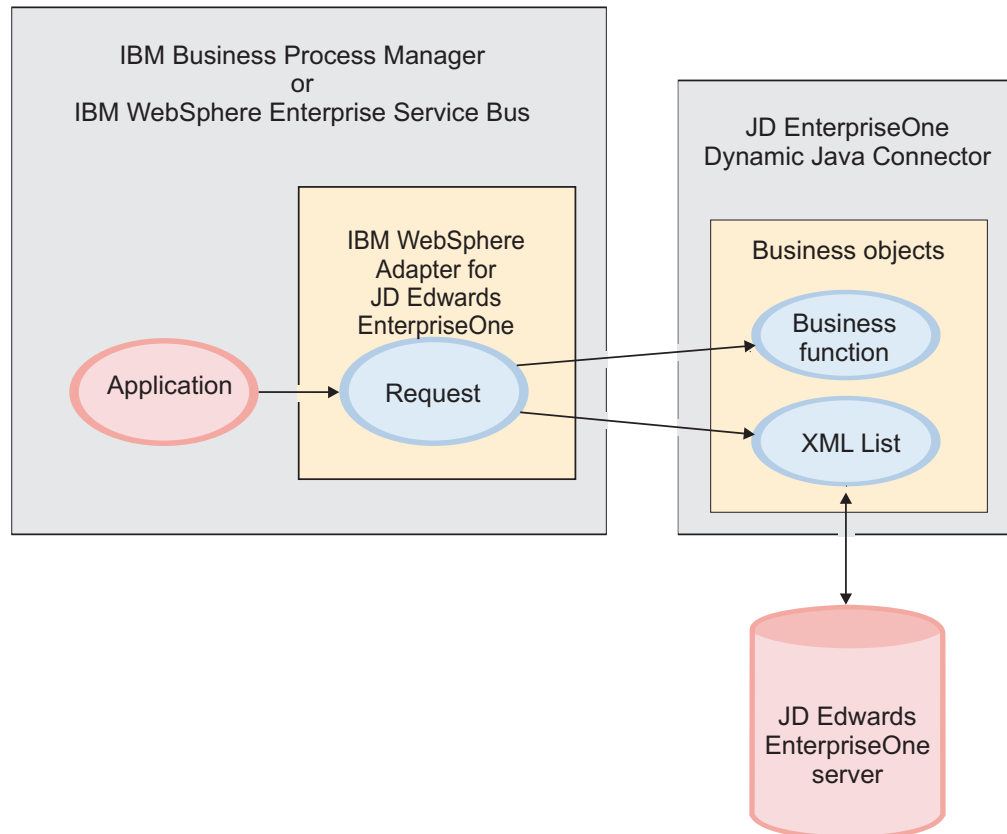 IBM Business Process Manager
or
IBM WebSphere Enterprise Service Bus
JD EnterpriseOne
Dynamic Java Connector
IBM WebSphere
Adapter for
JD Edwards
EnterpriseOne
Business objects
Business
function
Application
Request
XML List
JD Edwards
EnterpriseOne
server